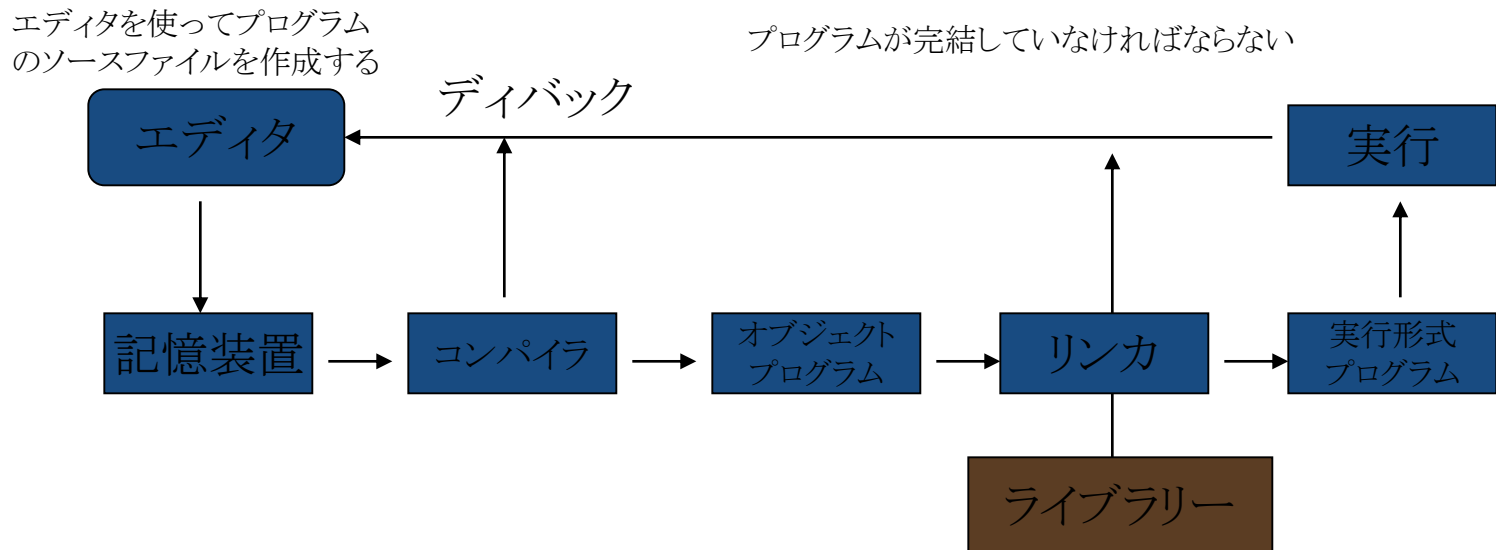 エディタを使ってプログラム
のソースファイルを作成する
プログラムが完結していなければならない
ディバック
エディタ
実行
記憶装置
コンパイラ
オブジェクト
プログラム
リンカ
実行形式
プログラム
ライブラリー